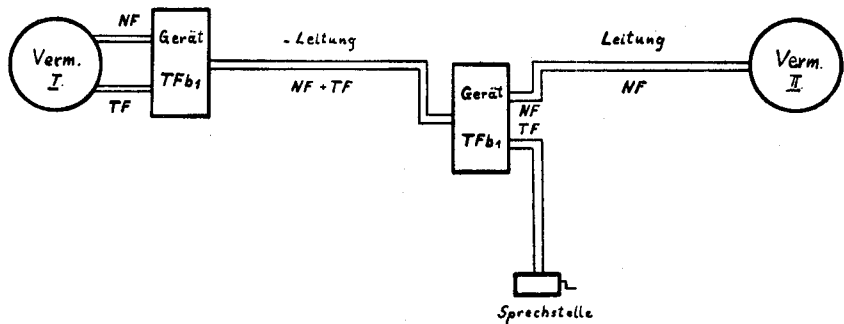 NF
Verm.
I.
TF
Gerät
TFb1
- Leitung
NF + TF
Gerät
TFb1
NF
TF
Leitung
NF
Verm.
II.
Sprechstelle